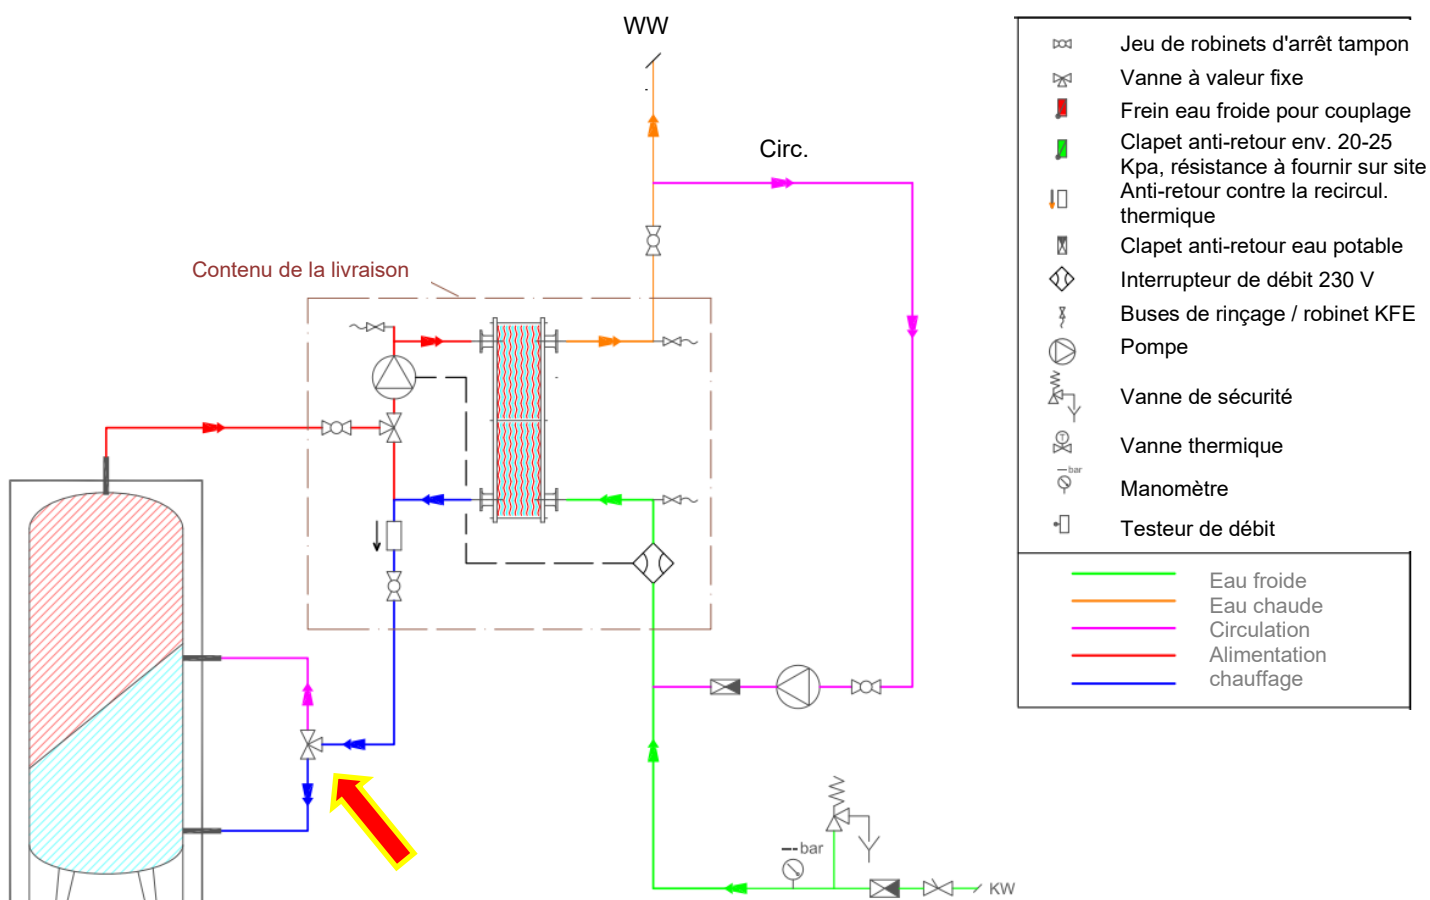 WW
Circ.
Contenu de la livraison
bar
KW
Jeu de robinets d'arrêt tampon
Vanne à valeur fixe
Frein eau froide pour couplage
Clapet anti-retour env. 20-25
Kpa, résistance à fournir sur site
Anti-retour contre la recircul.
thermique
Clapet anti-retour eau potable
Interrupteur de débit 230 V
Buses de rinçage / robinet KFE
Pompe
Vanne de sécurité
T
Vanne thermique
bar
Manomètre
Testeur de débit
Eau froide
Eau chaude
Circulation
Alimentation
chauffage